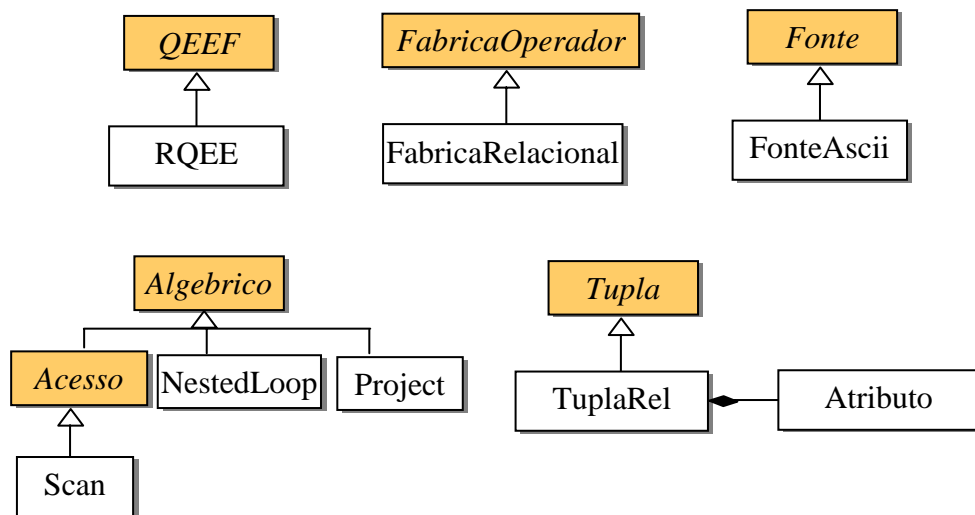 QEEF
FabricaOperador
Fonte
RQEE
FabricaRelacional
FonteAscii
Algebrico
Tupla
Acesso
NestedLoop
Project
TuplaRel
Atributo
Scan